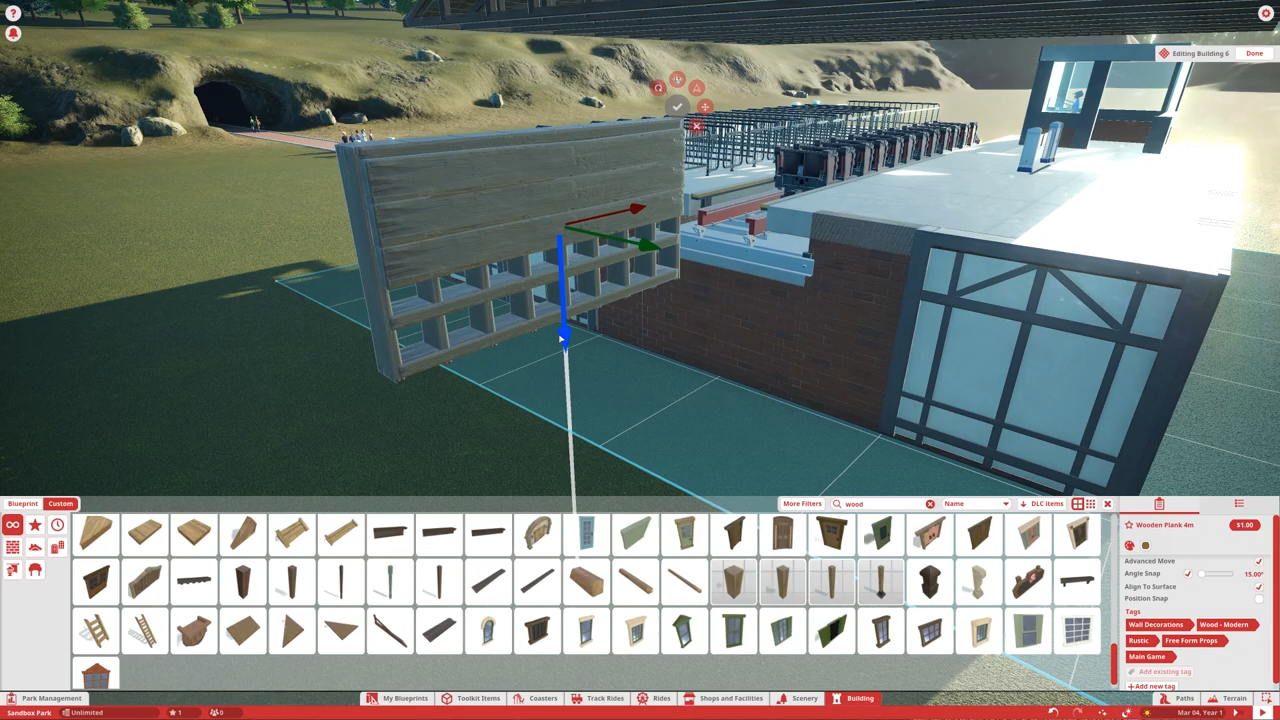 Editing Building 6
Done
Blueprint
Custom
More Filters
wood
Name
DLC items
Wooden Plank 4m
$1.00
Advanced Move
Angle Snap
15.00°
Align To Surface
Position Snap
Tags
Wall Decorations
Wood - Modern
Rustic
Free Form Props
Main Game
Add existing tag
+Add new tag
Park Management
My Blueprints
Toolkit Items
Coasters
Track Rides
Rides
Shops and Facilities
Scenery
Building
Paths
Terrain
Sandbox Park
Unlimited
1
0
Mar 04, Year 1